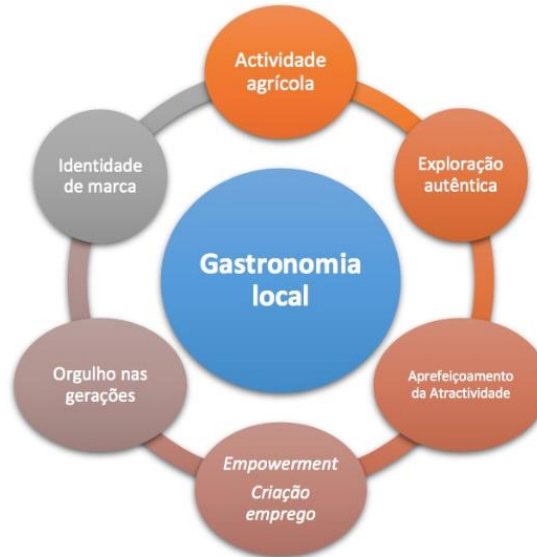 Actividade
agrícola
Exploração
autêntica
Aprefeiçoamento
da Atractividade
Empowerment
Criação
emprego
Orgulho nas
gerações
Identidade
de marca
Gastronomia
local